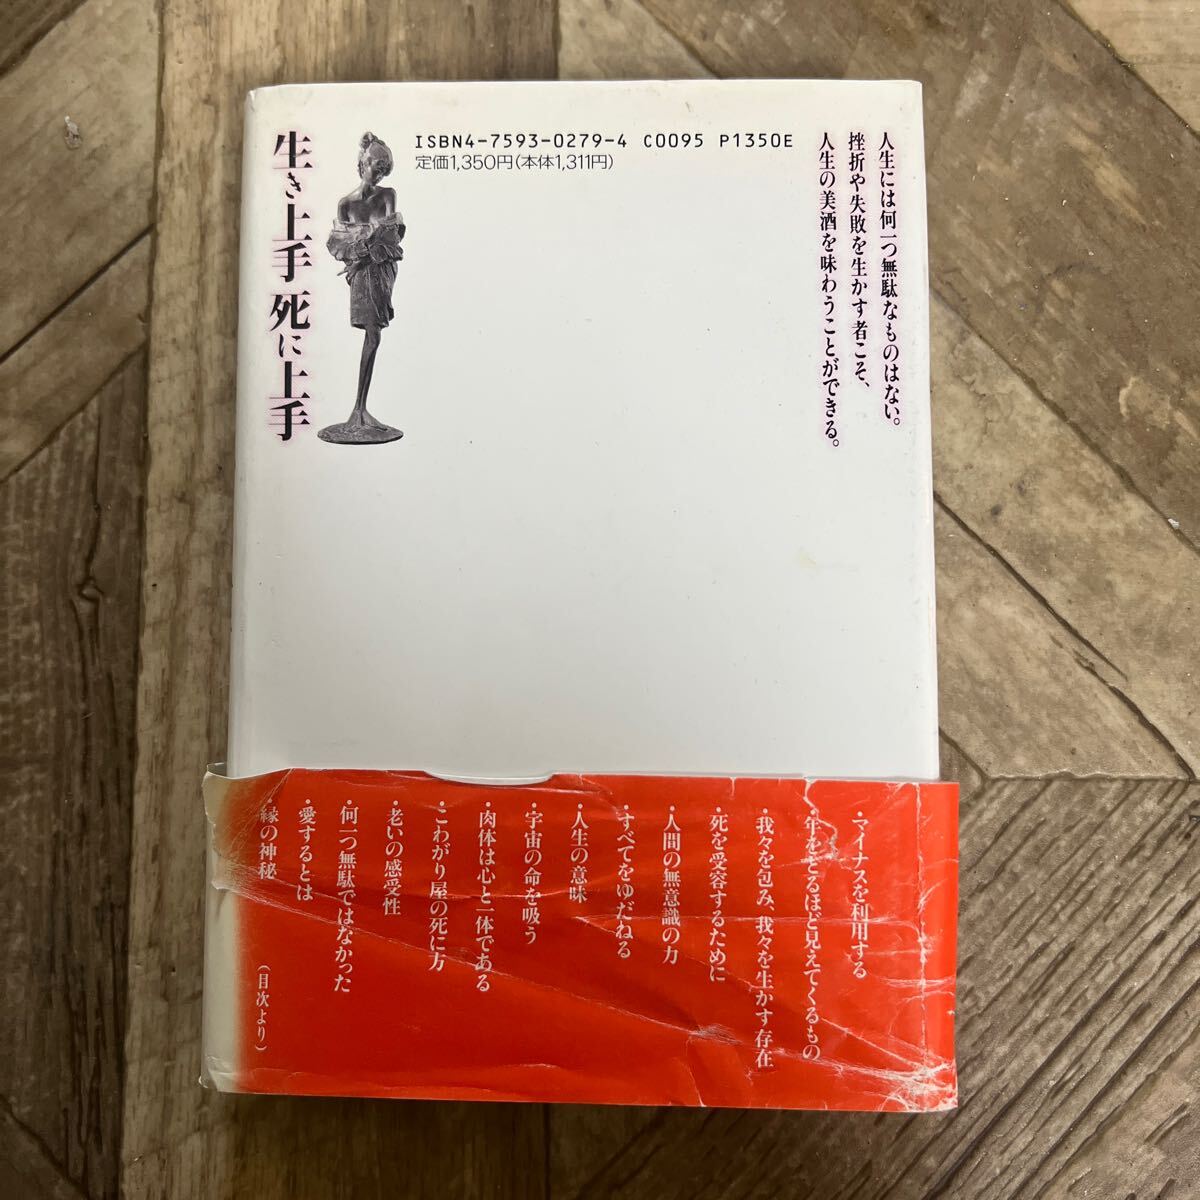 人生には何一つ無駄なものはない。
挫折や失敗を生かす者こそ、
人生の美酒を味わうことができる。
ISBN4-7593-0279-4 C0095 P1350E
定価1,350円(本体1,311円)
生き上手 死に上手
・マイナスを利用する
・年をとるほど見えてくるもの
・我々を包み、我々を生かす存在
・死を受容するために
・人間の無意識の力
・すべてをゆだねる
・人生の意味
・宇宙の命を吸う
・肉体は心と一体である
・こわがり屋の死に方
・老いの感受性
・何一つ無駄ではなかった
・愛するとは
・縁の神秘
(目次より)